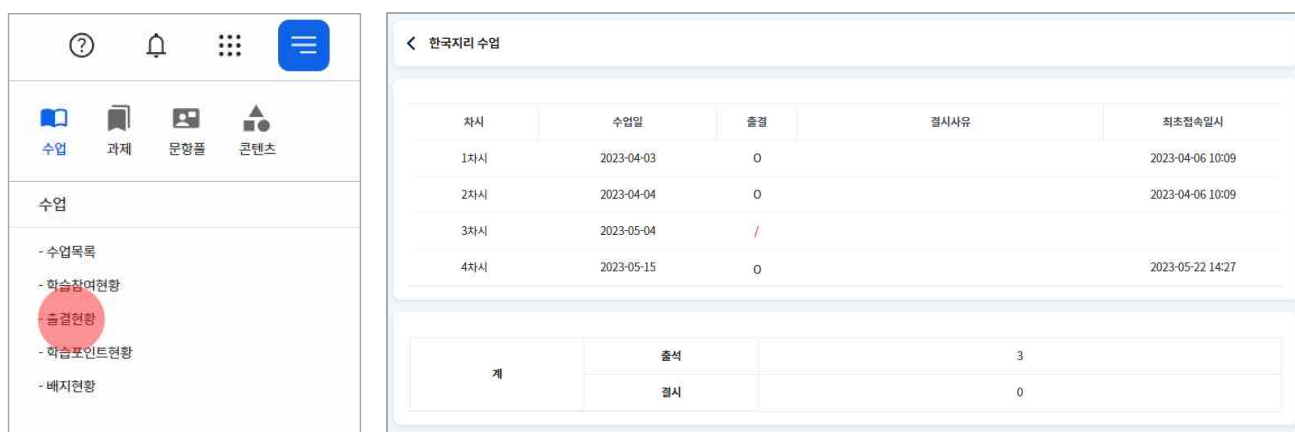 수업
과제
문항풀
콘텐츠
수업
- 수업목록
- 학습참여현황
- 출결현황
- 학습포인트현황
- 배지현황
한국지리 수업
차시 수업일 출결 결시사유 최초접속일시
1차시 2023-04-03 O 2023-04-06 10:09
2차시 2023-04-04 O 2023-04-06 10:09
3차시 2023-05-04 /
4차시 2023-05-15 O 2023-05-22 14:27
계
출석 3
결시 0